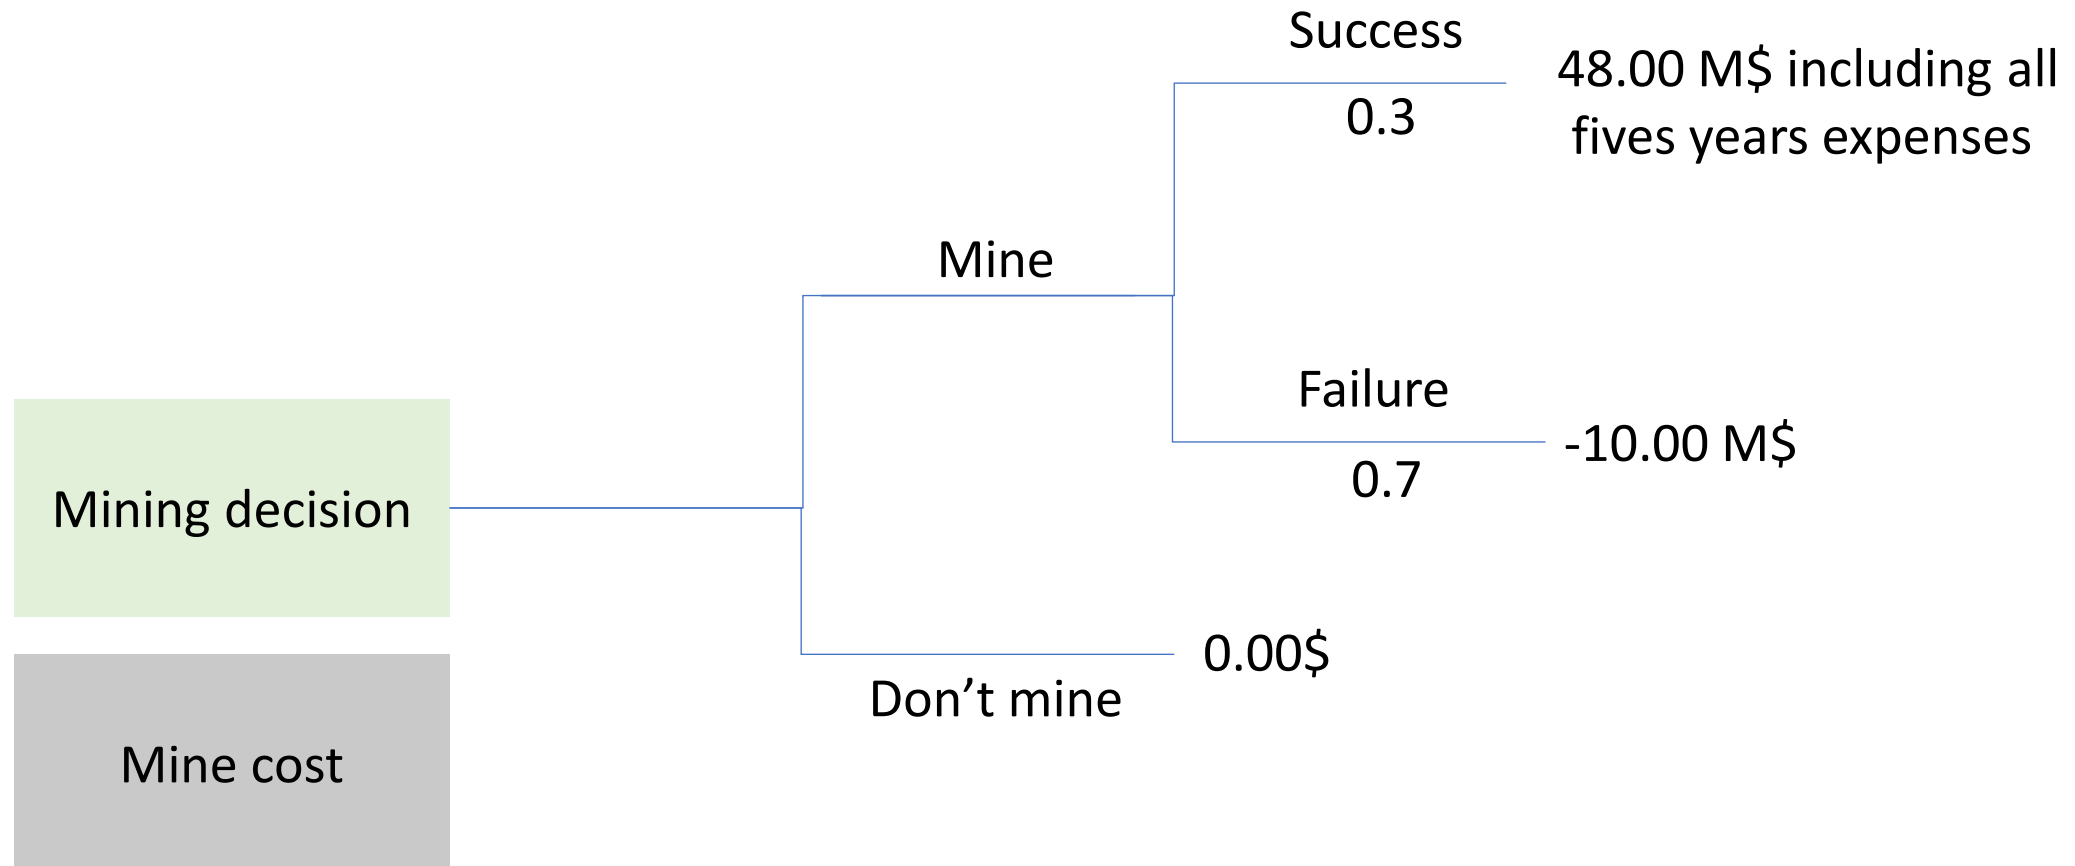 Success
48.00 M$ including all
fives years expenses
0.3
Mine
Failure
-10.00 M$
0.7
Mining decision
0.00$
Don’t mine
Mine cost